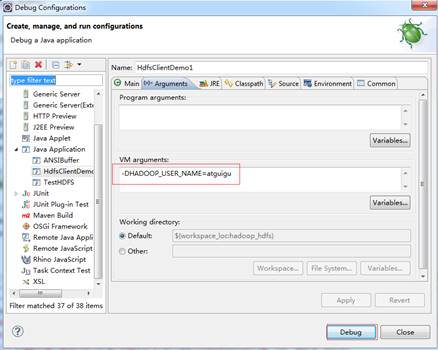 Debug Configurations
Create, manage, and run configurations
Debug a Java application
type filter text
Generic Server
Generic Server(Ext
HTTP Preview
J2EE Preview
Java Applet
Java Application
ANSIBuffer
HdfsClientDemo
TestHDFS
JUnit
JUnit Plug-in Test
Maven Build
OSGi Framework
Remote Java Applic
Remote JavaScript
Rhino JavaScript
Task Context Test
XSL
Filter matched 37 of 38 items
Name: HdfsClientDemo1
Main Arguments JRE Classpath Source Environment Common
Program arguments:
Variables...
VM arguments:
-DHADOOP_USER_NAME=atguigu
Variables...
Working directory:
Default: ${workspace_loc:hadoop_hdfs}
Other:
Workspace... File System... Variables...
Apply Revert
Debug Close